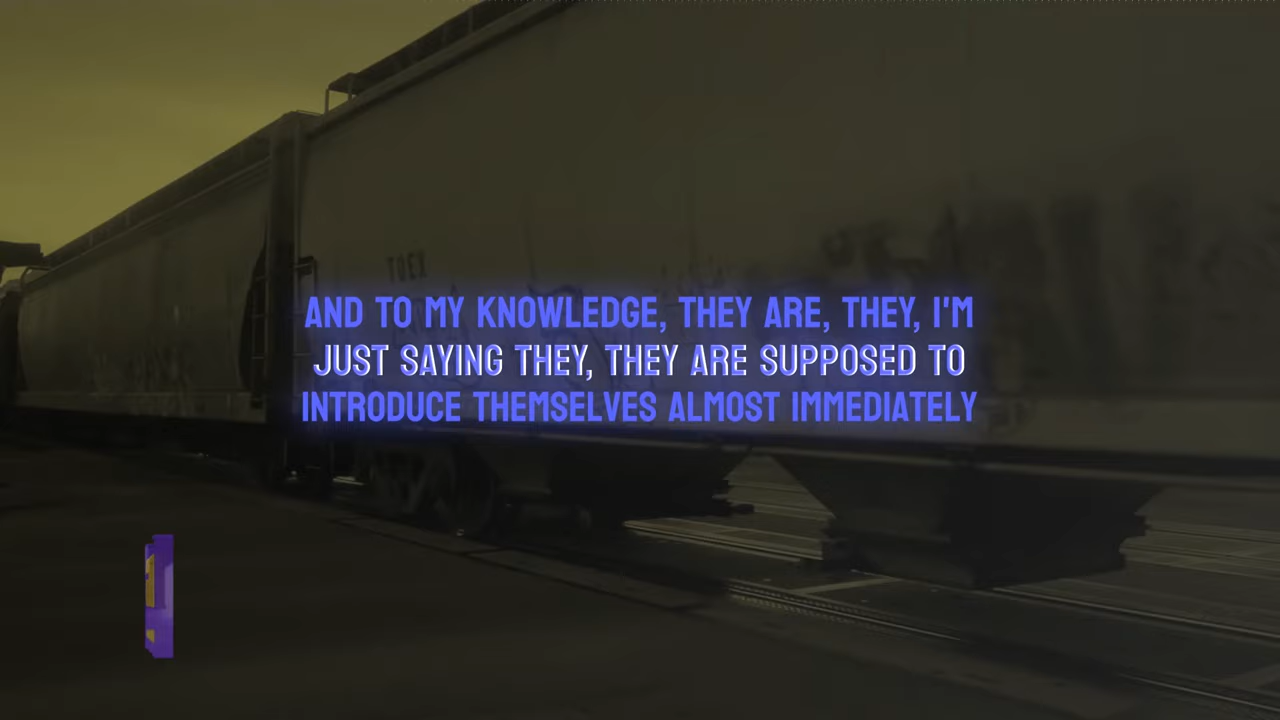 AND TO MY KNOWLEDGE, THEY ARE, THEY, I'M
JUST SAYING THEY, THEY ARE SUPPOSED TO
INTRODUCE THEMSELVES ALMOST IMMEDIATELY